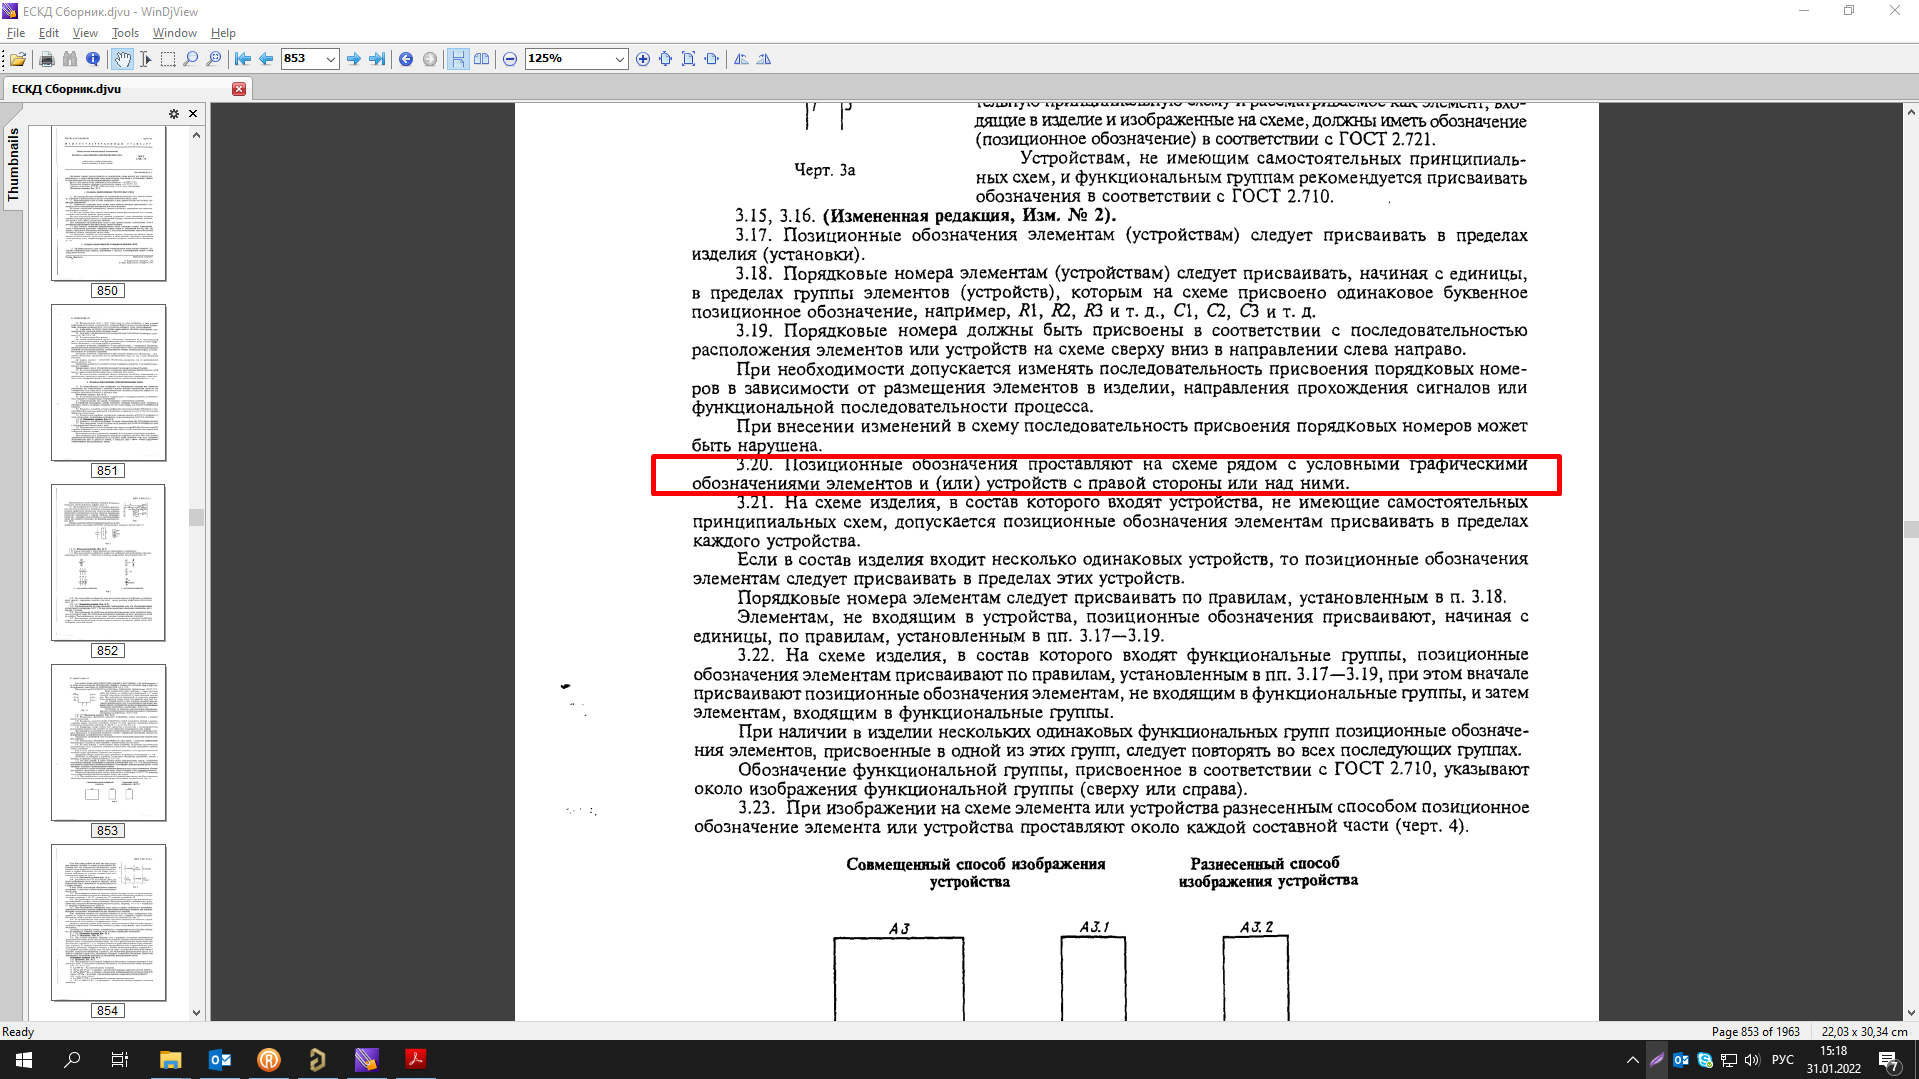 ЕСКД Сборник.djvu - WinDjView
File Edit View Tools Window Help
853 125%
ЕСКД Сборник.djvu
Thumbnails
850
851
852
853
854
дящие в изделие и изображенные на схеме, должны иметь обозначение
(позиционное обозначение) в соответствии с ГОСТ 2.721.
Устройствам, не имеющим самостоятельных принципиаль-
ных схем, и функциональным группам рекомендуется присваивать
обозначения в соответствии с ГОСТ 2.710.
Черт. 3а
3.15, 3.16. (Измененная редакция, Изм. № 2).
3.17. Позиционные обозначения элементам (устройствам) следует присваивать в пределах
изделия (установки).
3.18. Порядковые номера элементам (устройствам) следует присваивать, начиная с единицы,
в пределах группы элементов (устройств), которым на схеме присвоено одинаковое буквенное
позиционное обозначение, например, R1, R2, R3 и т. д., C1, C2, C3 и т. д.
3.19. Порядковые номера должны быть присвоены в соответствии с последовательностью
расположения элементов или устройств на схеме сверху вниз в направлении слева направо.
При необходимости допускается изменять последовательность присвоения порядковых номе-
ров в зависимости от размещения элементов в изделии, направления прохождения сигналов или
функциональной последовательности процесса.
При внесении изменений в схему последовательность присвоения порядковых номеров может
быть нарушена.
3.20. Позиционные обозначения проставляют на схеме рядом с условными графическими
обозначениями элементов и (или) устройств с правой стороны или над ними.
3.21. На схеме изделия, в состав которого входят устройства, не имеющие самостоятельных
принципиальных схем, допускается позиционные обозначения элементам присваивать в пределах
каждого устройства.
Если в состав изделия входит несколько одинаковых устройств, то позиционные обозначения
элементам следует присваивать в пределах этих устройств.
Порядковые номера элементам следует присваивать по правилам, установленным в п. 3.18.
Элементам, не входящим в устройства, позиционные обозначения присваивают, начиная с
единицы, по правилам, установленным в пп. 3.17—3.19.
3.22. На схеме изделия, в состав которого входят функциональные группы, позиционные
обозначения элементам присваивают по правилам, установленным в пп. 3.17—3.19, при этом вначале
присваивают позиционные обозначения элементам, не входящим в функциональные группы, и затем
элементам, входящим в функциональные группы.
При наличии в изделии нескольких одинаковых функциональных групп позиционные обозначе-
ния элементов, присвоенные в одной из этих групп, следует повторять во всех последующих группах.
Обозначение функциональной группы, присвоенное в соответствии с ГОСТ 2.710, указывают
около изображения функциональной группы (сверху или справа).
3.23. При изображении на схеме элемента или устройства разнесенным способом позиционное
обозначение элемента или устройства проставляют около каждой составной части (черт. 4).
Совмещенный способ изображения
устройства
Разнесенный способ
изображения устройства
A3 A3.1 A3.2
Ready Page 853 of 1963 22,03 x 30,34 cm
РУС 15:18
31.01.2022
7